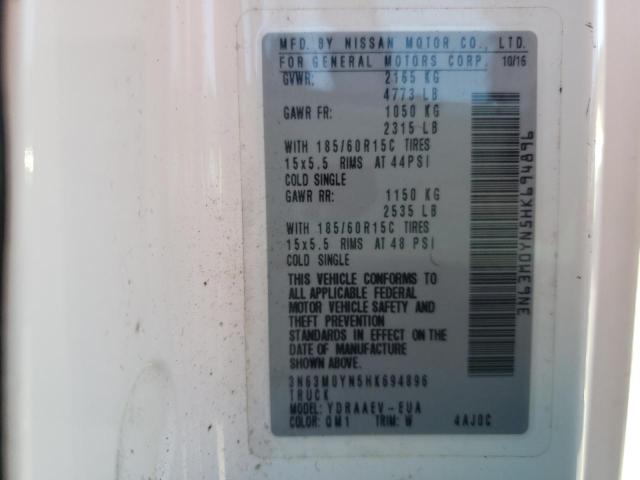 MFD. BY NISSAN MOTOR CO., LTD.
FOR GENERAL MOTORS CORP. 10/16
GVWR: 2165 KG
4773 LB
GAWR FR: 1050 KG
2315 LB
WITH 185/60R15C TIRES
15x5.5 RIMS AT 44PSI
COLD SINGLE
GAWR RR: 1150 KG
2535 LB
WITH 185/60R15C TIRES
15x5.5 RIMS AT 48 PSI
COLD SINGLE
THIS VEHICLE CONFORMS TO
ALL APPLICABLE FEDERAL
MOTOR VEHICLE SAFETY AND
THEFT PREVENTION
STANDARDS IN EFFECT ON THE
DATE OF MANUFACTURE
SHOWN ABOVE.
3N63M0YN5HK694896
TRUCK
MODEL: YDRAAEV-EUA
COLOR: QM1 TRIM: W 4AJ0C
3N63M0YN5HK694896